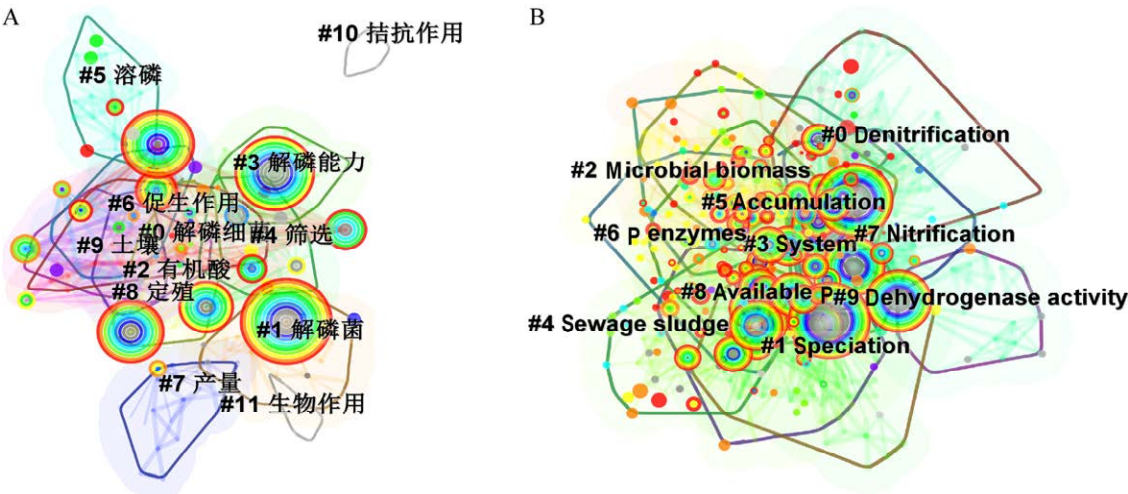 A
#10 拮抗作用
#5 溶磷
#3 解磷能力
#6 促生作用
#0 解磷细菌
#4 筛选
#9 土壤
#2 有机酸
#8 定殖
#1 解磷菌
#7 产量
#11 生物作用
B
#0 Denitrification
#2 Microbial biomass
#5 Accumulation
#6 P enzymes
#7 Nitrification
#3 System
#8 Available P
#9 Dehydrogenase activity
#4 Sewage sludge
#1 Speciation